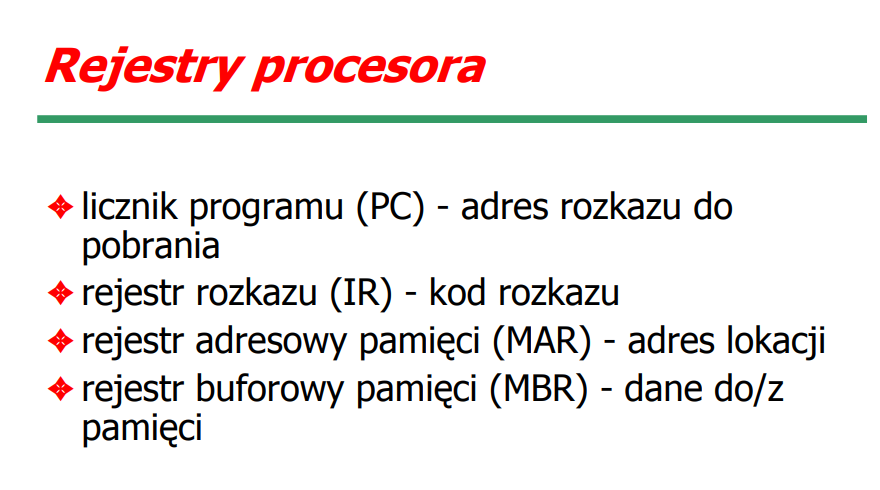 Rejestry procesora
licznik programu (PC) - adres rozkazu do
pobrania
rejestr rozkazu (IR) - kod rozkazu
rejestr adresowy pamięci (MAR) - adres lokacji
rejestr buforowy pamięci (MBR) - dane do/z
pamięci